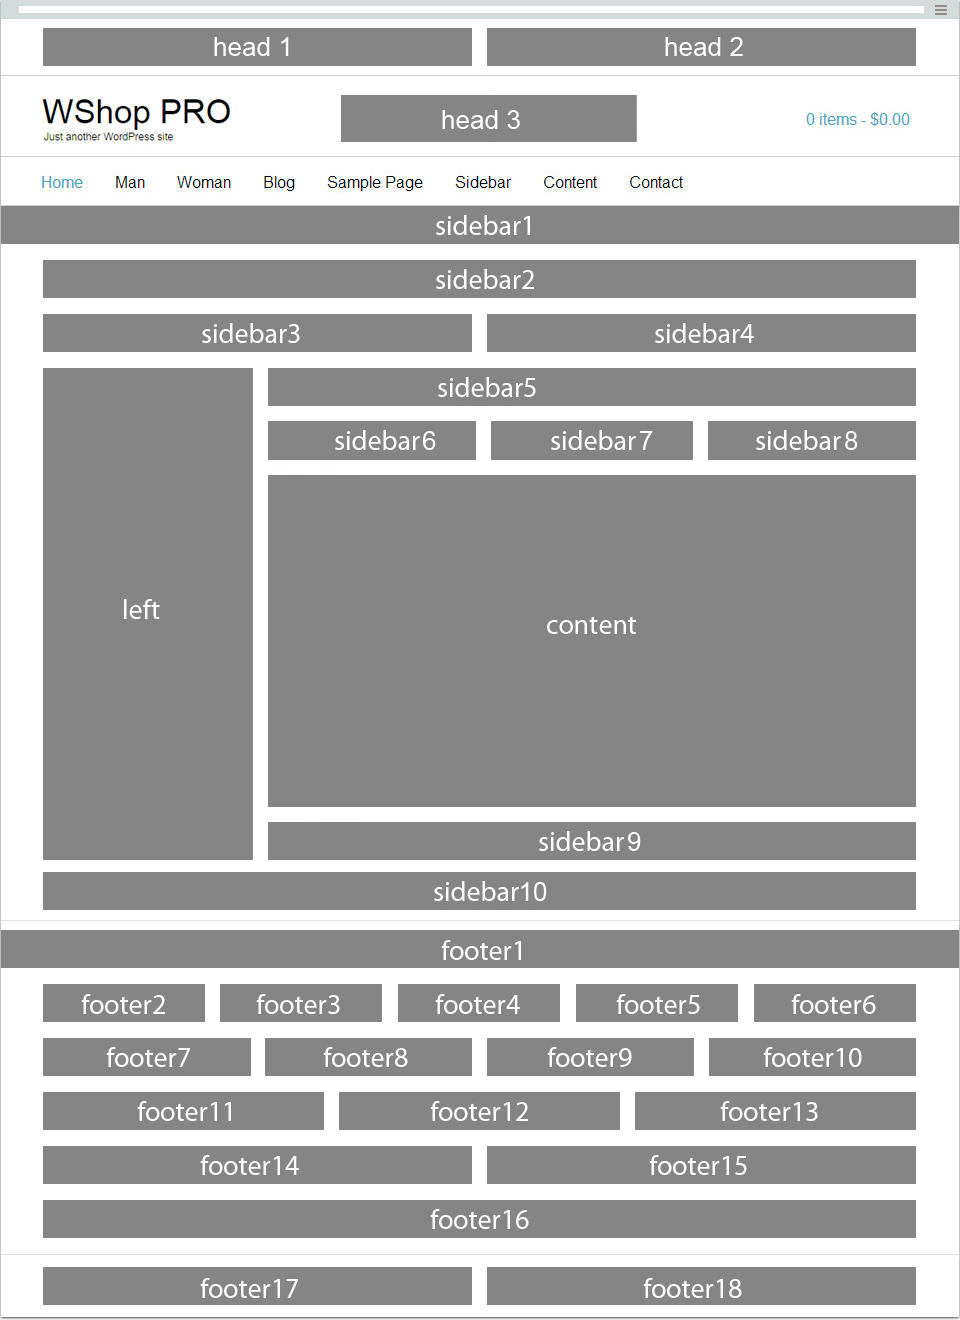 head 1 head 2
WShop PRO
Just another WordPress site
head 3
0 items - $0.00
Home Man Woman Blog Sample Page Sidebar Content Contact
sidebar1
sidebar2
sidebar3 sidebar4
sidebar5
sidebar6 sidebar7 sidebar8
left
content
sidebar9
sidebar10
footer1
footer2 footer3 footer4 footer5 footer6
footer7 footer8 footer9 footer10
footer11 footer12 footer13
footer14 footer15
footer16
footer17 footer18